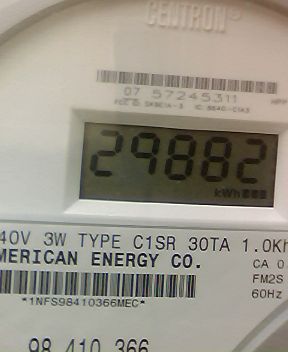 CENTRON®
07 57245311
29882
kWh
40V 3W TYPE C1SR 30TA 1.0Kh
MERICAN ENERGY CO.
CA 0
FM2S
*1NFS98410366MEC*
60Hz
98 410 366